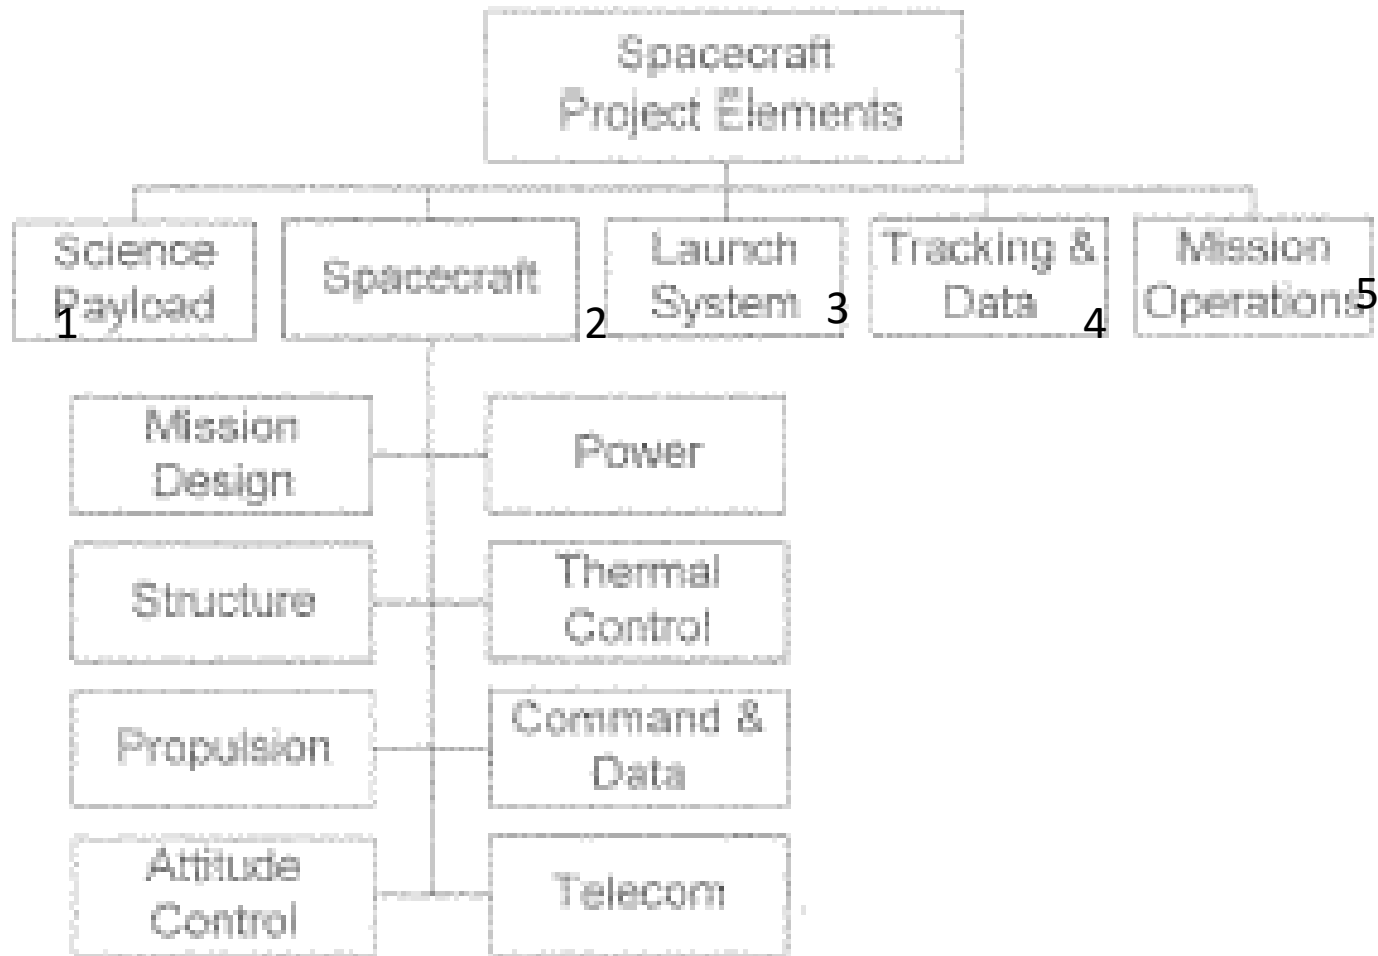 Spacecraft
Project Elements
Science
Payload
1
Spacecraft
2
Launch
System
3
Tracking &
Data
4
Mission
Operations
5
Mission
Design
Power
Structure
Thermal
Control
Propulsion
Command &
Data
Attitude
Control
Telecom